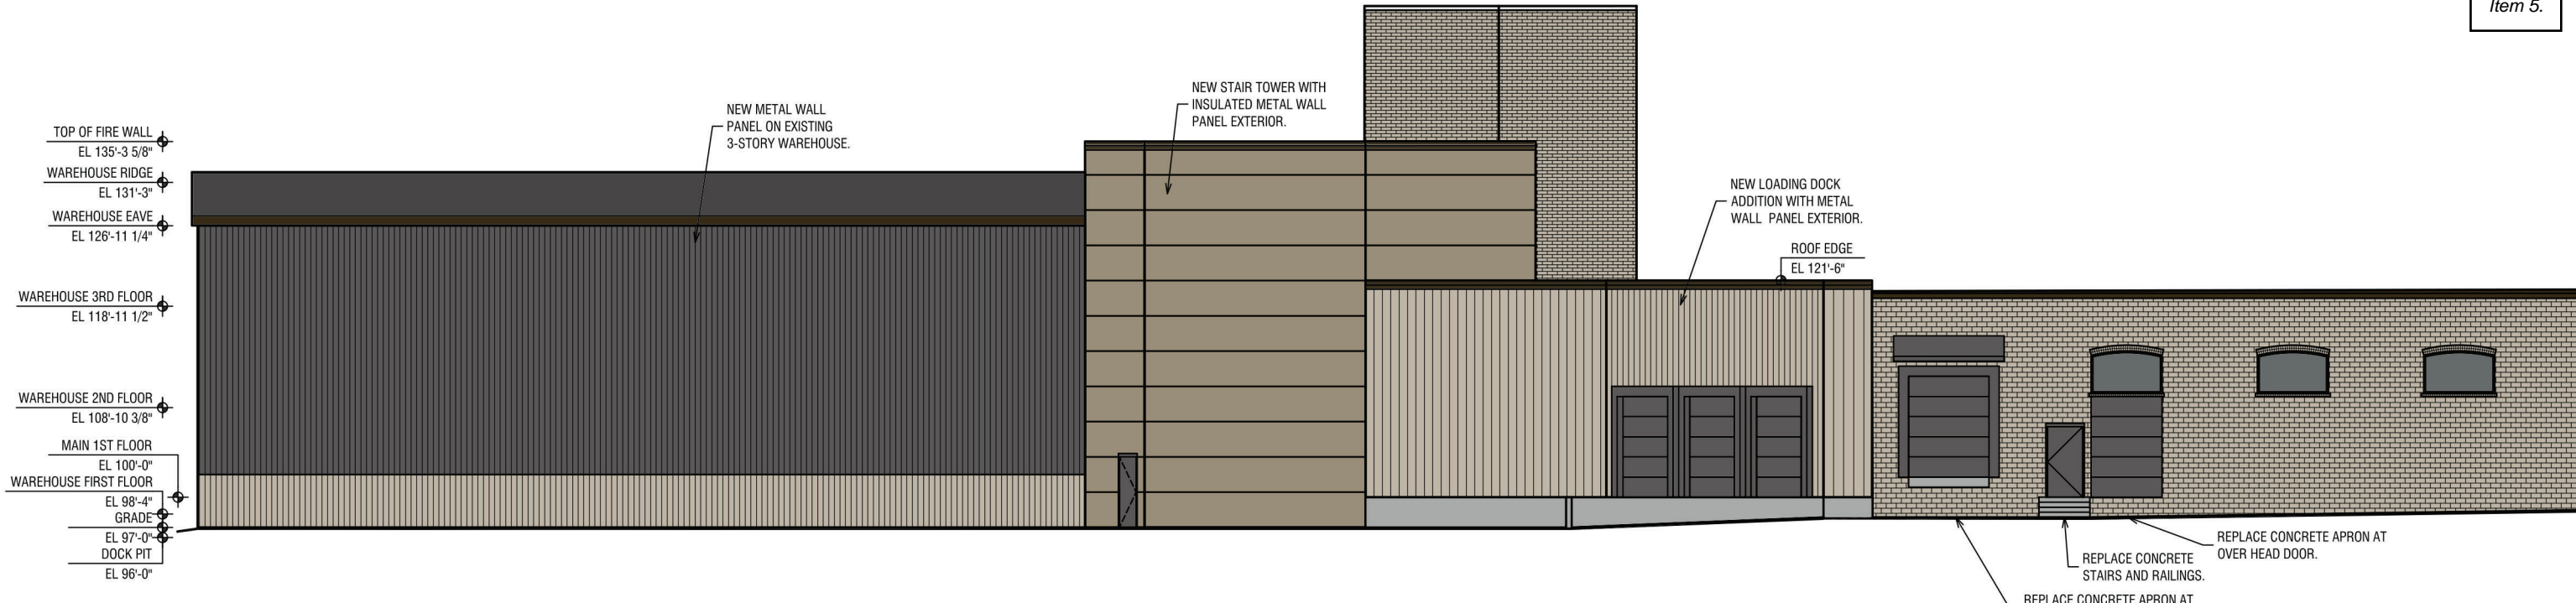 Item 5.
TOP OF FIRE WALL
EL 135'-3 5/8"
WAREHOUSE RIDGE
EL 131'-3"
WAREHOUSE EAVE
EL 126'-11 1/4"
WAREHOUSE 3RD FLOOR
EL 118'-11 1/2"
WAREHOUSE 2ND FLOOR
EL 108'-10 3/8"
MAIN 1ST FLOOR
EL 100'-0"
WAREHOUSE FIRST FLOOR
EL 98'-4"
GRADE
EL 97'-0"
DOCK PIT
EL 96'-0"
NEW METAL WALL
PANEL ON EXISTING
3-STORY WAREHOUSE.
NEW STAIR TOWER WITH
INSULATED METAL WALL
PANEL EXTERIOR.
NEW LOADING DOCK
ADDITION WITH METAL
WALL PANEL EXTERIOR.
ROOF EDGE
EL 121'-6"
REPLACE CONCRETE APRON AT
OVER HEAD DOOR.
REPLACE CONCRETE
STAIRS AND RAILINGS.
REPLACE CONCRETE APRON AT